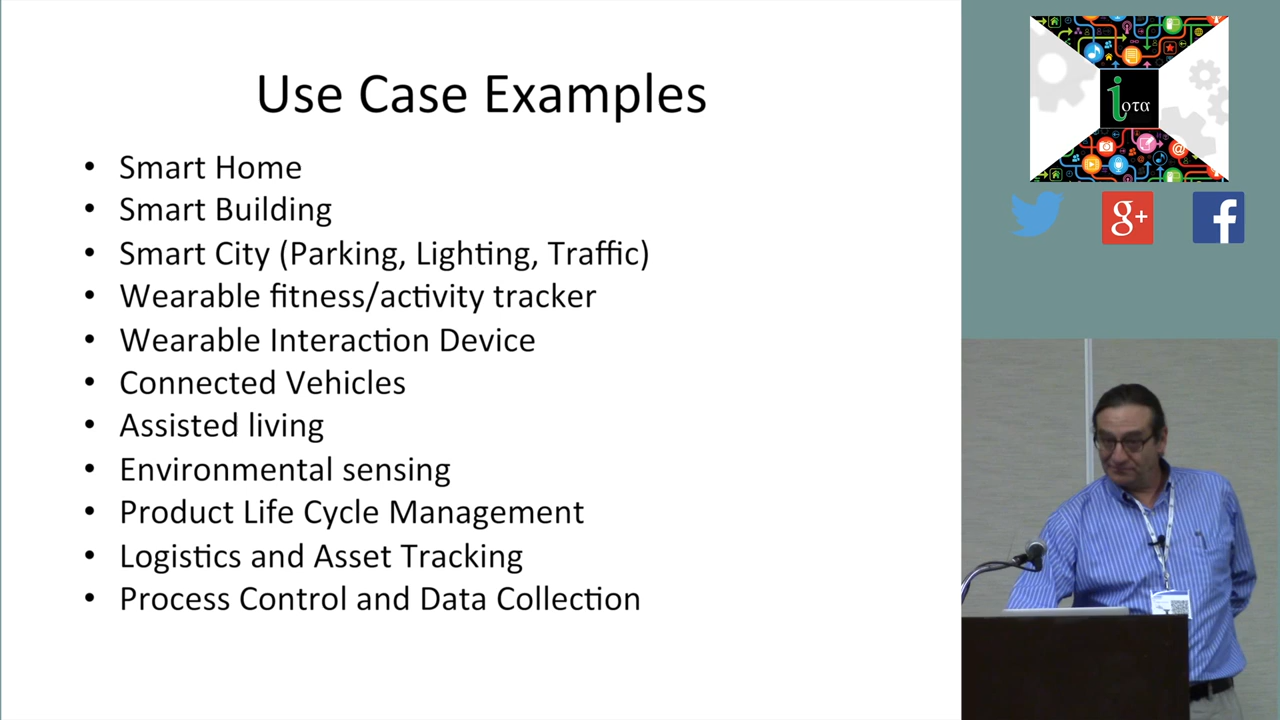 Use Case Examples
• Smart Home
• Smart Building
• Smart City (Parking, Lighting, Traffic)
• Wearable fitness/activity tracker
• Wearable Interaction Device
• Connected Vehicles
• Assisted living
• Environmental sensing
• Product Life Cycle Management
• Logistics and Asset Tracking
• Process Control and Data Collection
iοτα
g+
f